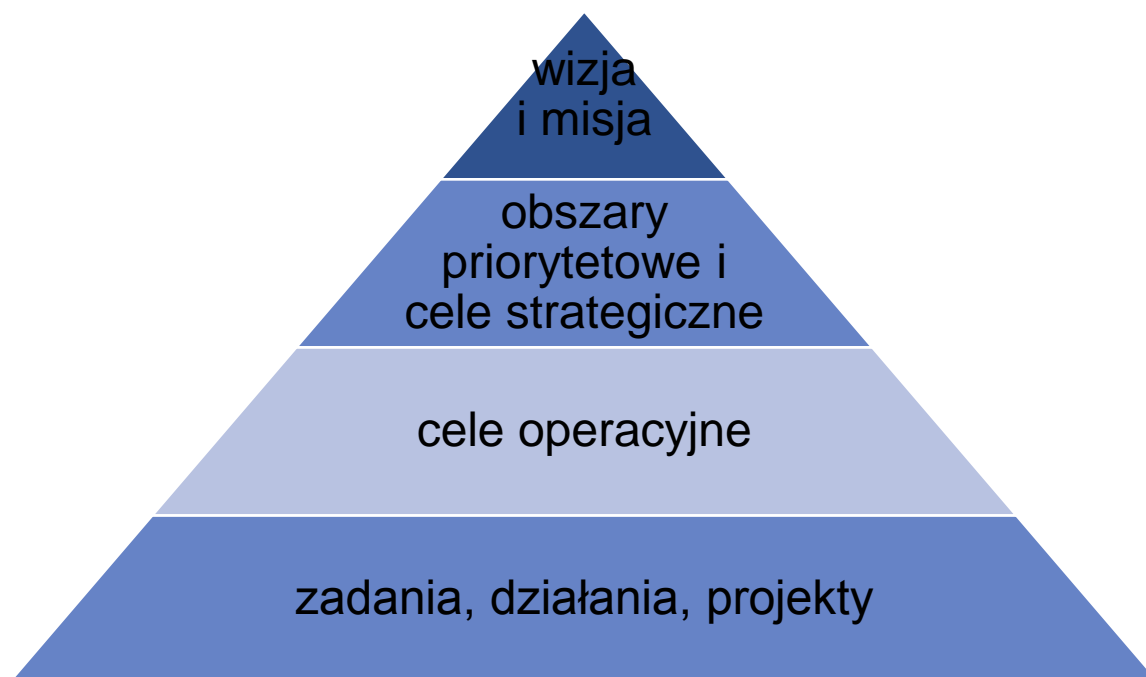 wizja
i misja
obszary
priorytetowe i
cele strategiczne
cele operacyjne
zadania, działania, projekty